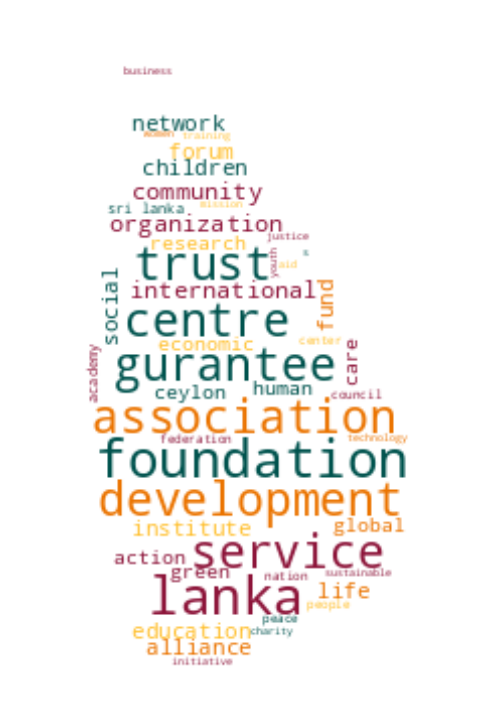 business
network
women training
forum
children
community
sri lanka mission
organization
research justice
trust youth aid s
social international fund
centre
economic center
academy gurantee care
ceylon human council
association
federation technology
foundation
development
institute global
action service
green nation sustainable
lanka life
people
peace
education charity
alliance
initiative